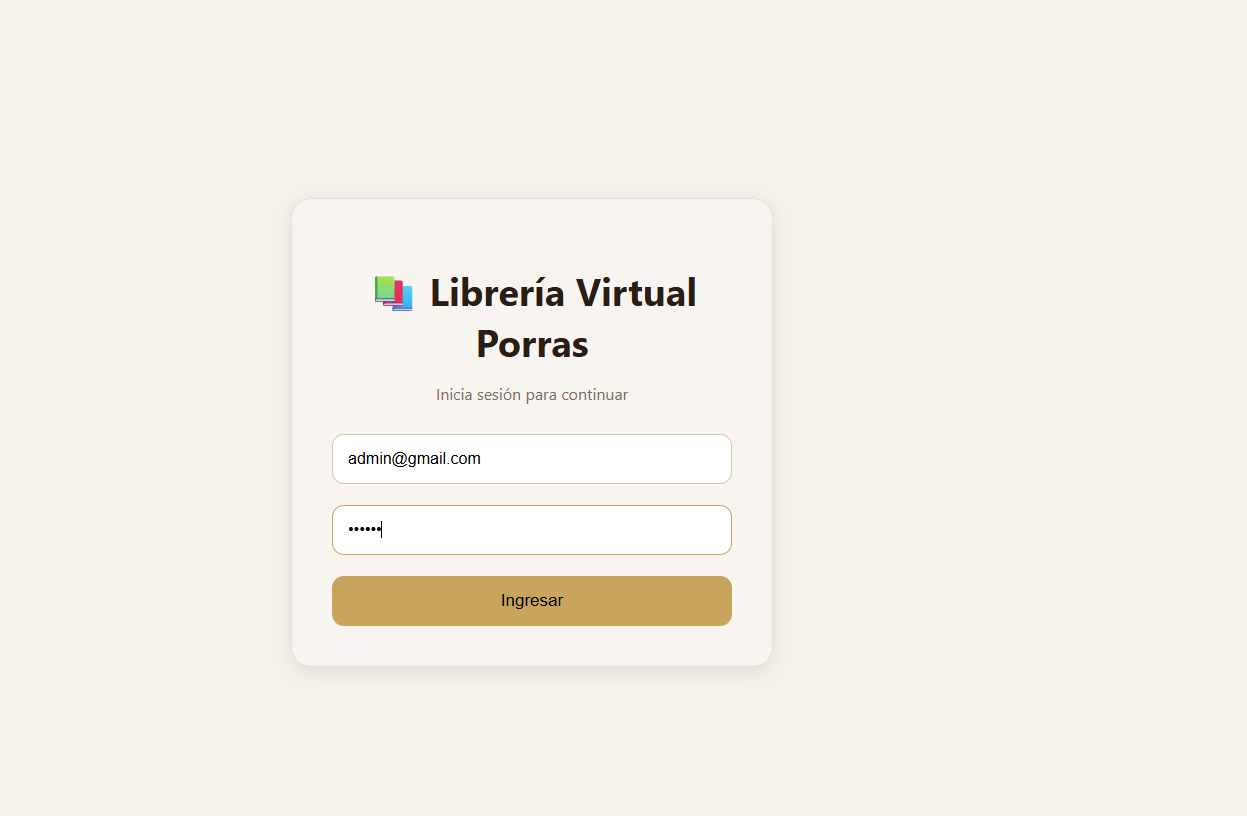 Librería Virtual
Porras
Inicia sesión para continuar
admin@gmail.com
••••••
Ingresar